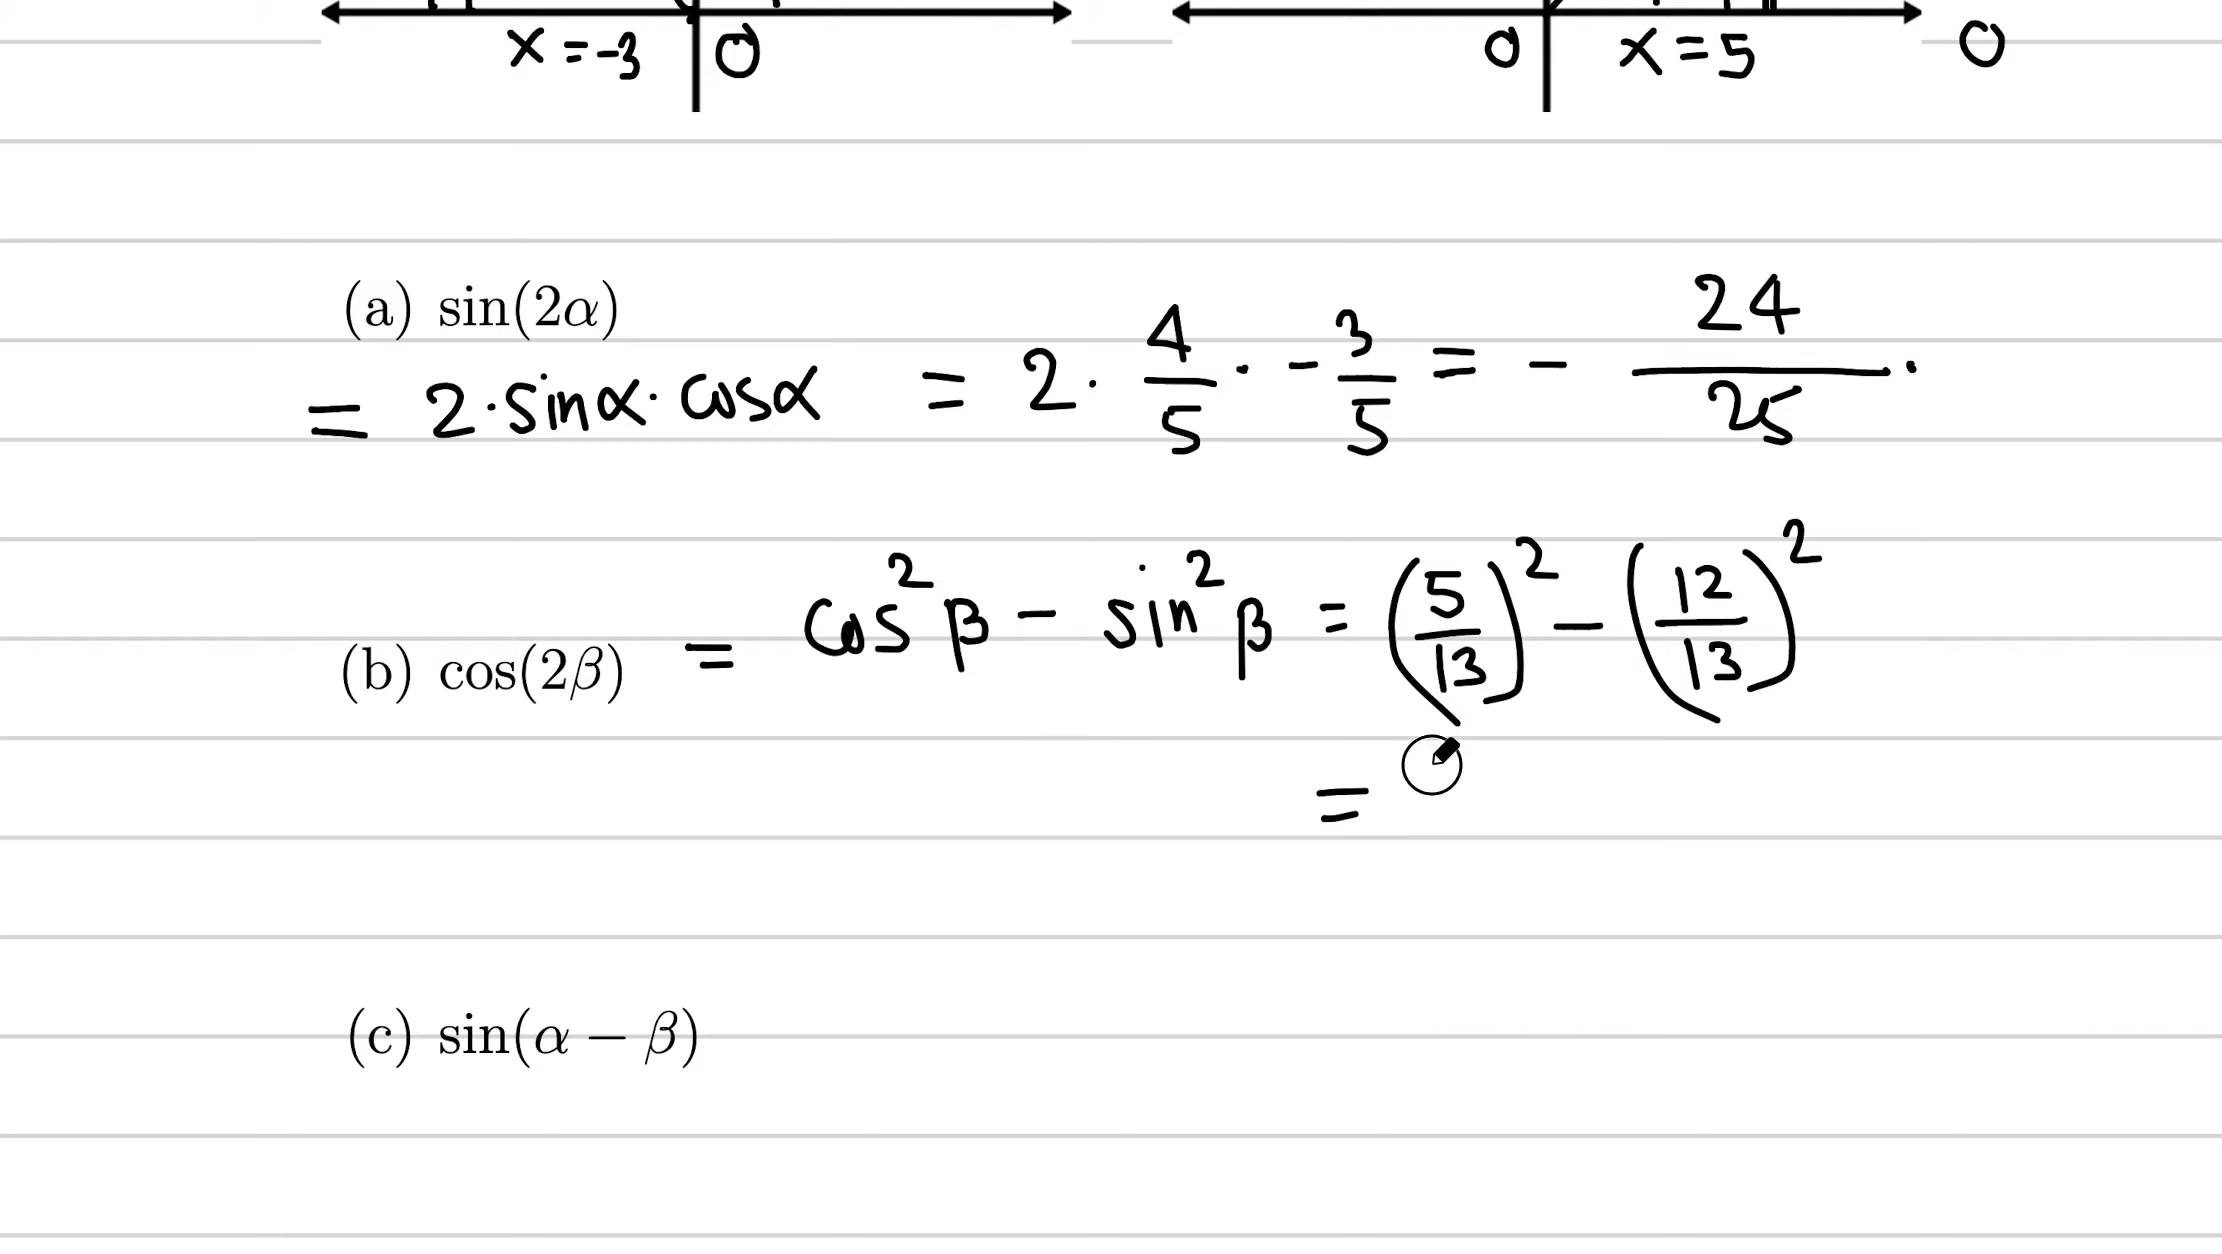 x = -3 0 0 x = 5 0
(a) sin(2α)
= 2·sinα·cosα = 2· 4/5 · -3/5 = - 24/25 .
(b) cos(2β) = cos²β - sin²β = (5/13)² - (12/13)²
=
(c) sin(α − β)